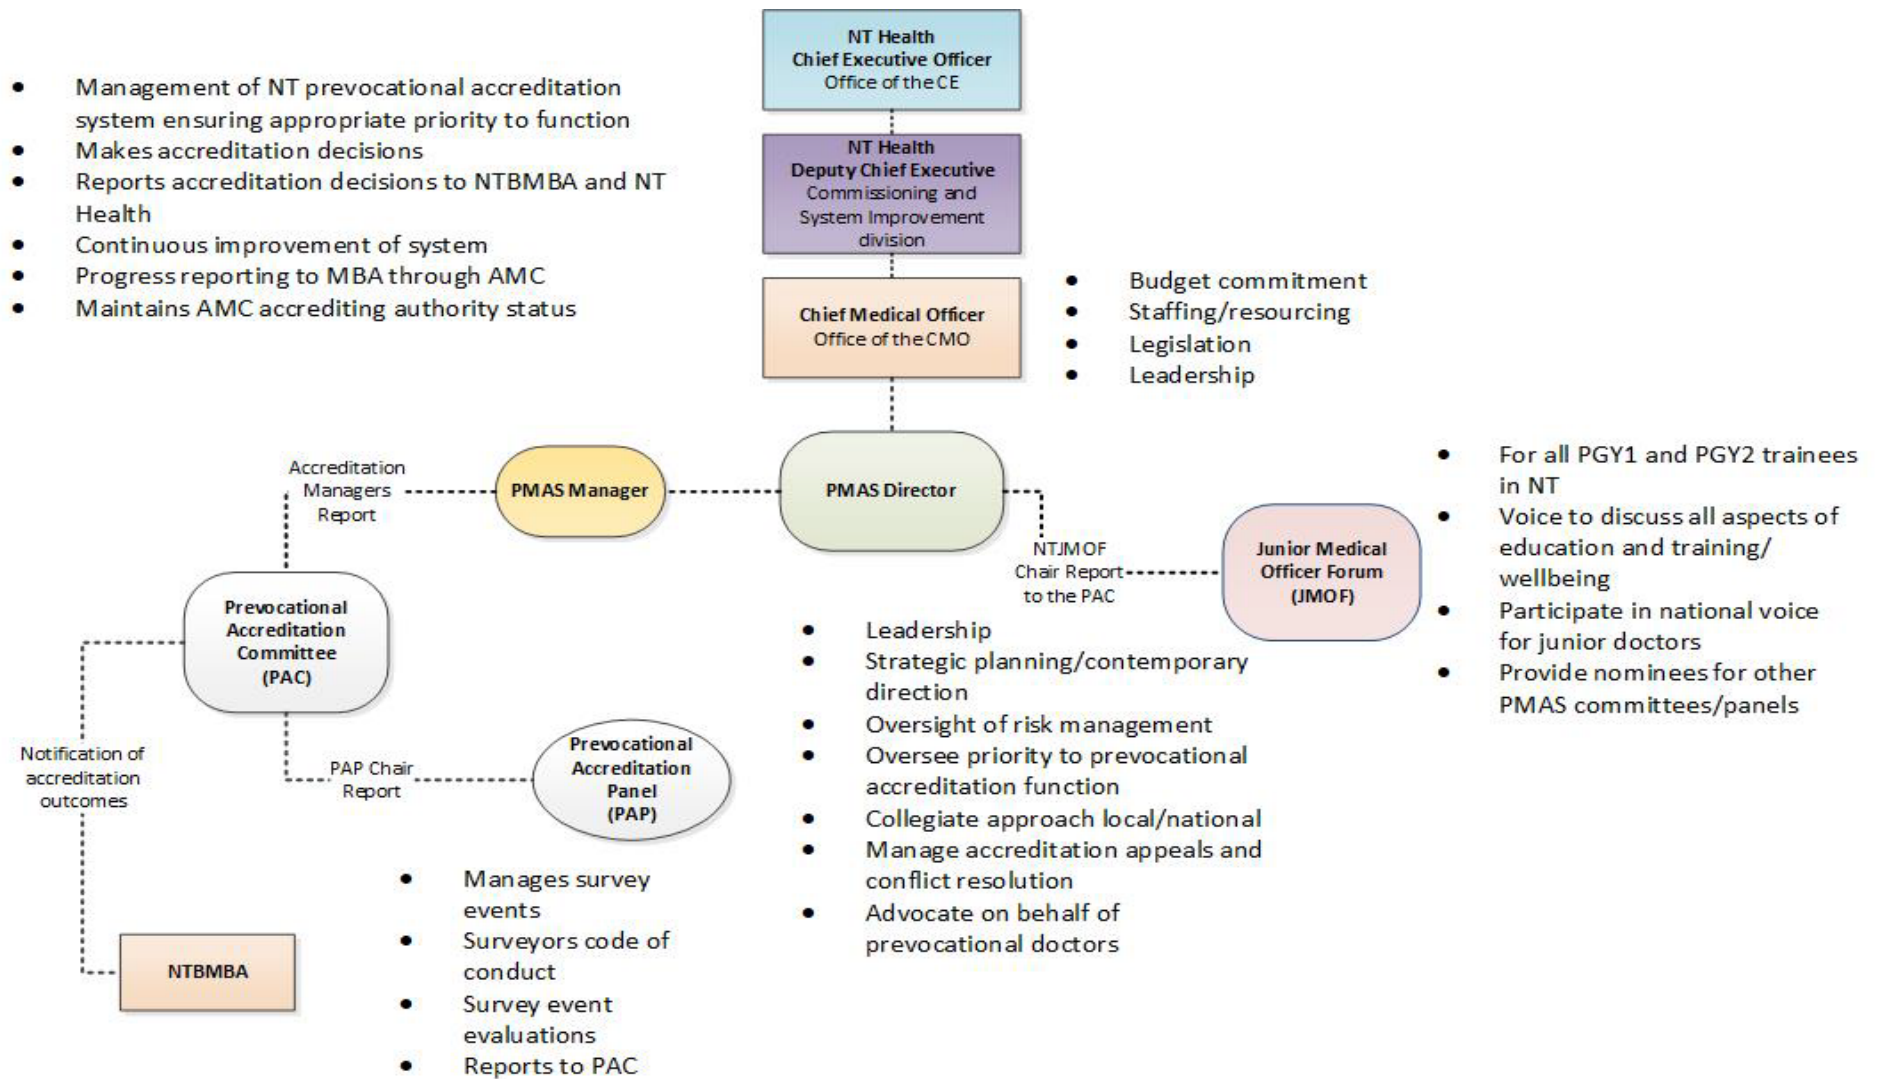 NT Health
Chief Executive Officer
Office of the CE
NT Health
Deputy Chief Executive
Commissioning and
System Improvement
division
Chief Medical Officer
Office of the CMO
• Management of NT prevocational accreditation
system ensuring appropriate priority to function
• Makes accreditation decisions
• Reports accreditation decisions to NTBMBA and NT
Health
• Continuous improvement of system
• Progress reporting to MBA through AMC
• Maintains AMC accrediting authority status
• Budget commitment
• Staffing/resourcing
• Legislation
• Leadership
Accreditation
Managers
Report
PMAS Manager
PMAS Director
NTJMOF
Chair Report
to the PAC
Junior Medical
Officer Forum
(JMOF)
• For all PGY1 and PGY2 trainees
in NT
• Voice to discuss all aspects of
education and training/
wellbeing
• Participate in national voice
for junior doctors
• Provide nominees for other
PMAS committees/panels
Prevocational
Accreditation
Committee
(PAC)
Notification of
accreditation
outcomes
PAP Chair
Report
Prevocational
Accreditation
Panel
(PAP)
• Leadership
• Strategic planning/contemporary
direction
• Oversight of risk management
• Oversee priority to prevocational
accreditation function
• Collegiate approach local/national
• Manage accreditation appeals and
conflict resolution
• Advocate on behalf of
prevocational doctors
NTBMBA
• Manages survey
events
• Surveyors code of
conduct
• Survey event
evaluations
• Reports to PAC